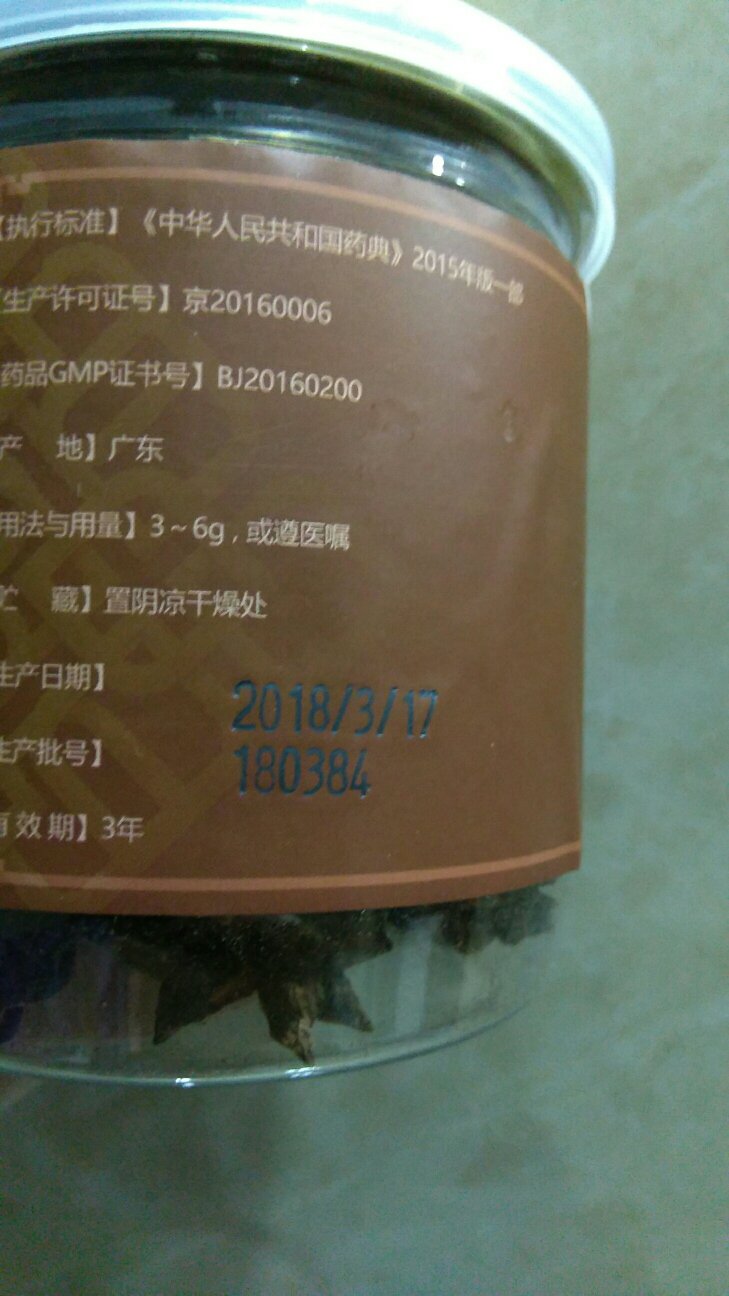 【执行标准】《中华人民共和国药典》2015年版一部
【生产许可证号】京20160006
药品GMP证书号】BJ20160200
产 地】广东
用法与用量】3～6g，或遵医嘱
贮 藏】置阴凉干燥处
生产日期】 2018/3/17
生产批号】 180384
有效期】3年